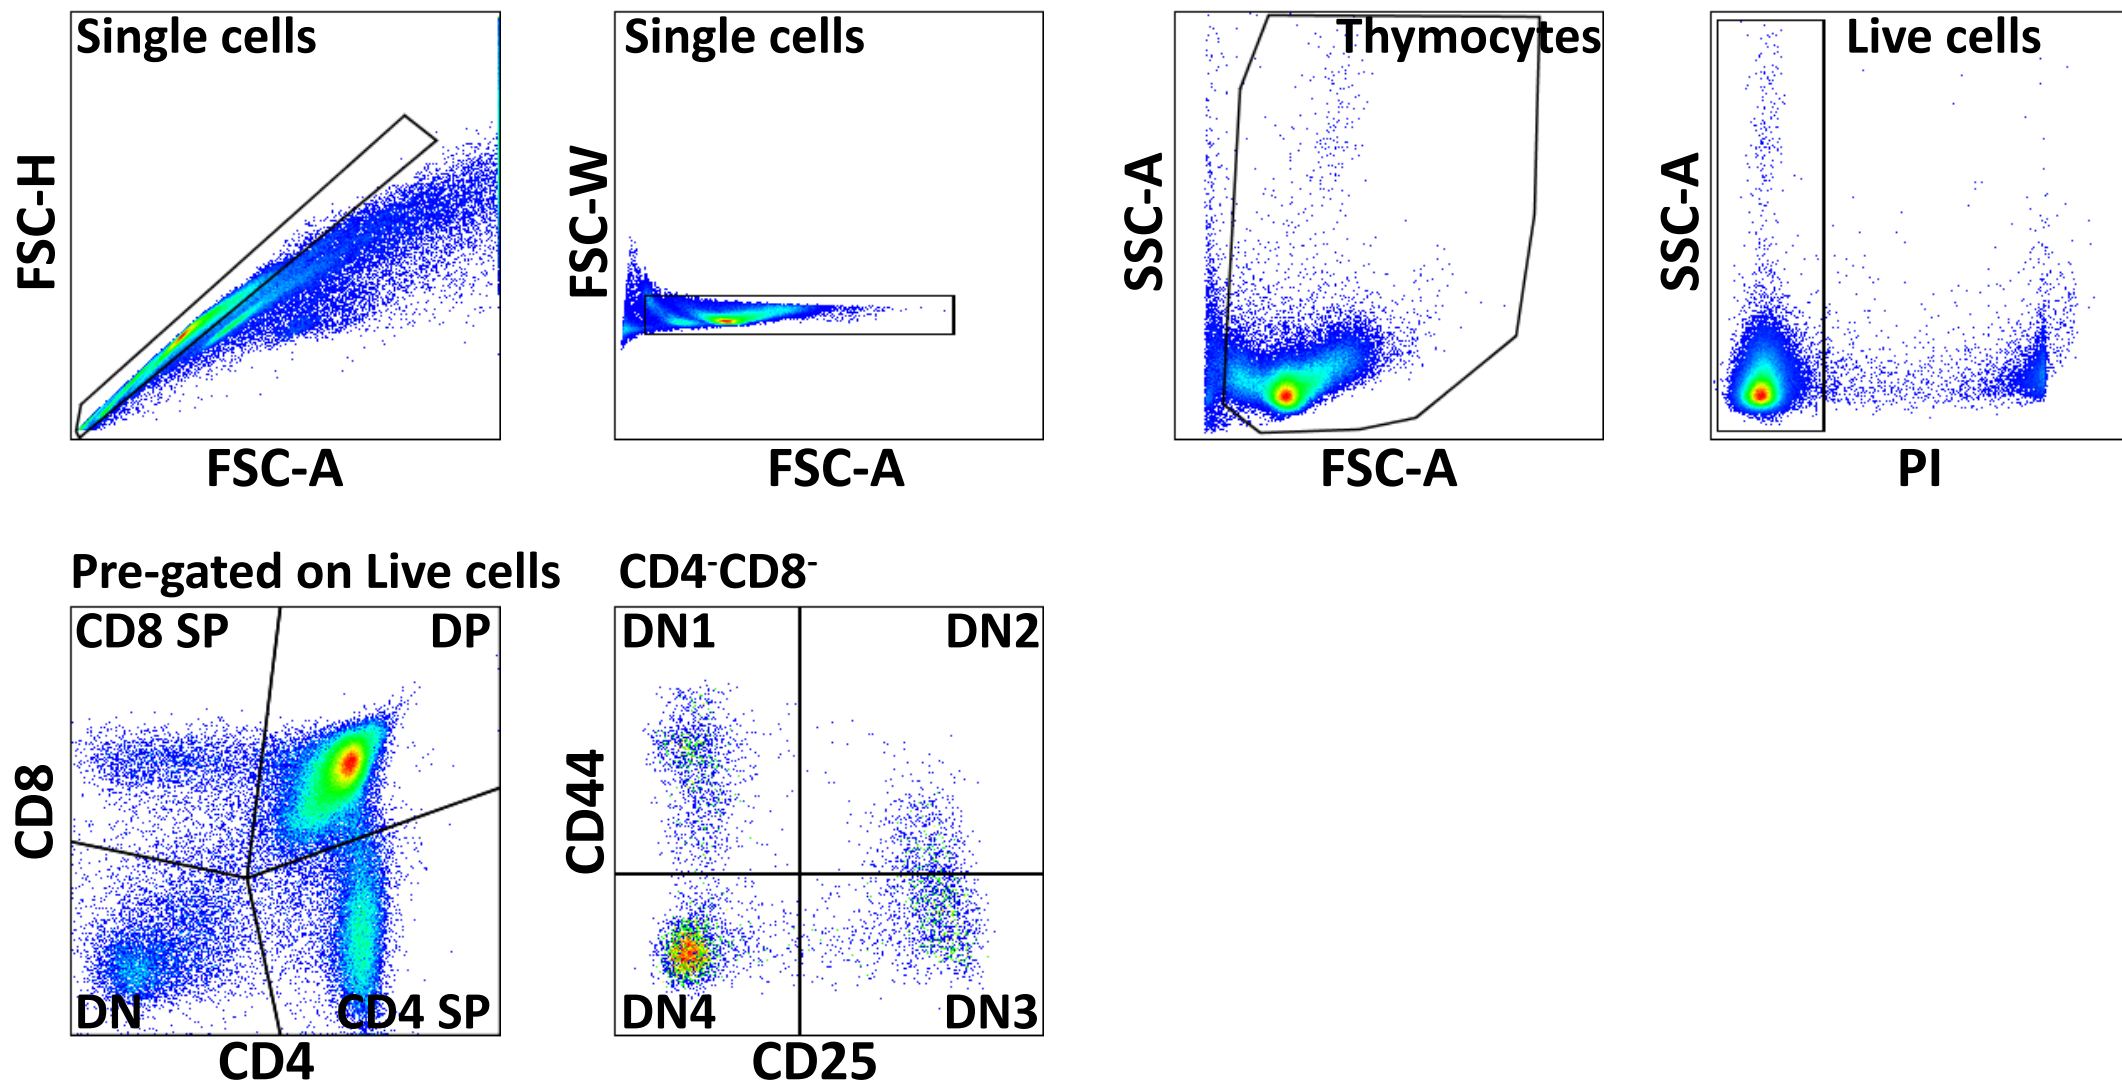 Single cells
FSC-H
FSC-A
Single cells
FSC-W
FSC-A
Thymocytes
SSC-A
FSC-A
Live cells
SSC-A
PI
Pre-gated on Live cells
CD8 SP
DP
CD8
DN
CD4 SP
CD4
CD4⁻CD8⁻
DN1
DN2
CD44
DN4
DN3
CD25